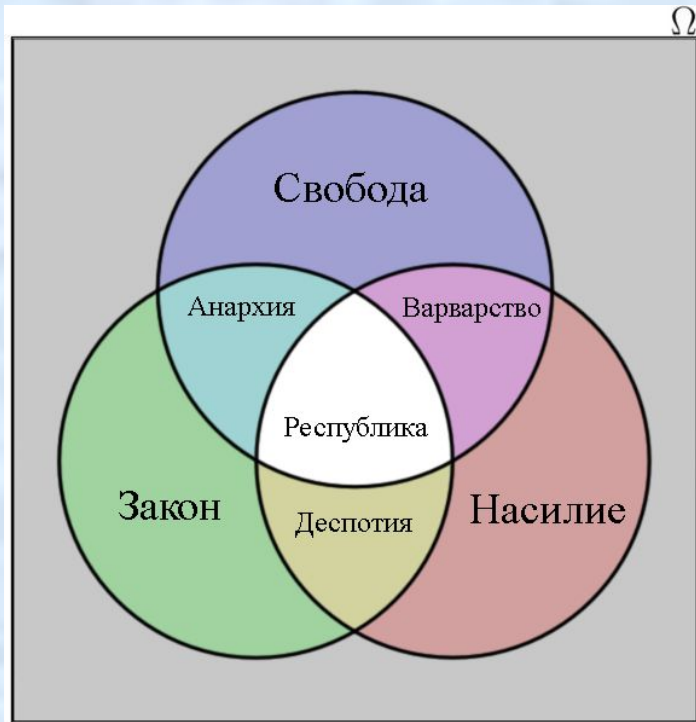 Ω
Свобода
Анархия
Варварство
Республика
Закон
Насилие
Деспотия